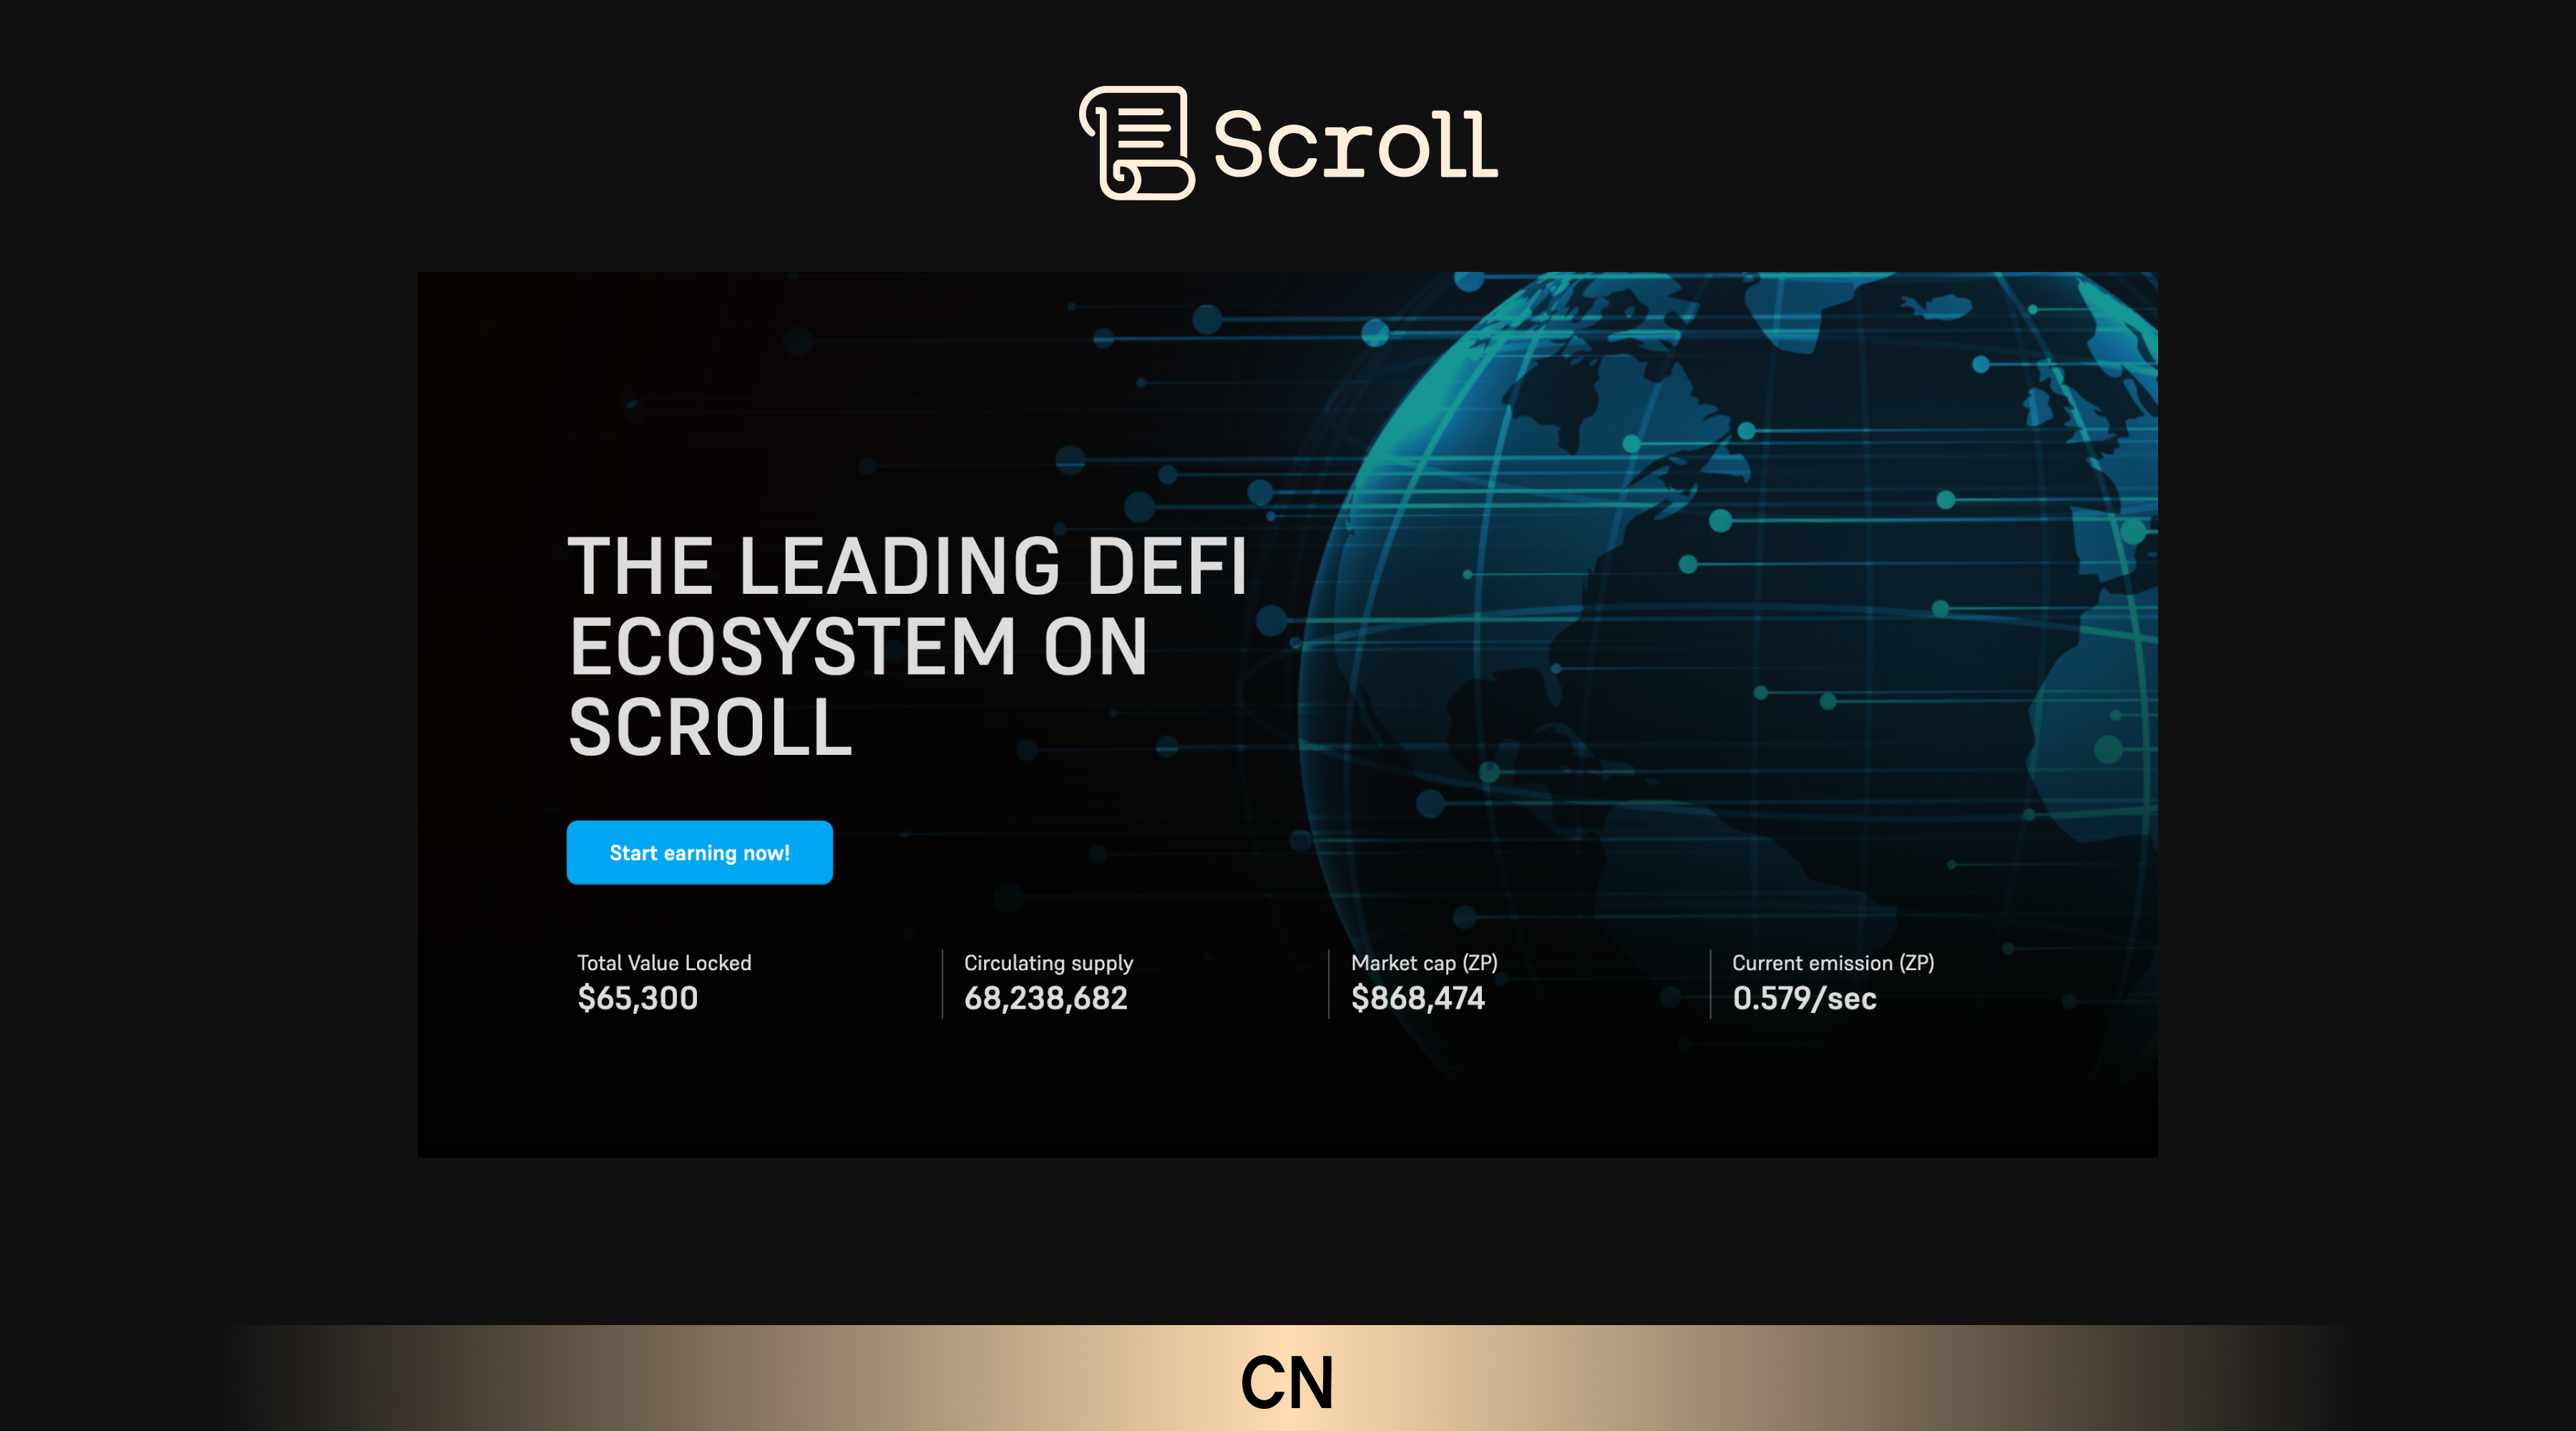 Scroll
THE LEADING DEFI
ECOSYSTEM ON
SCROLL
Start earning now!
Total Value Locked
$65,300
Circulating supply
68,238,682
Market cap (ZP)
$868,474
Current emission (ZP)
0.579/sec
CN